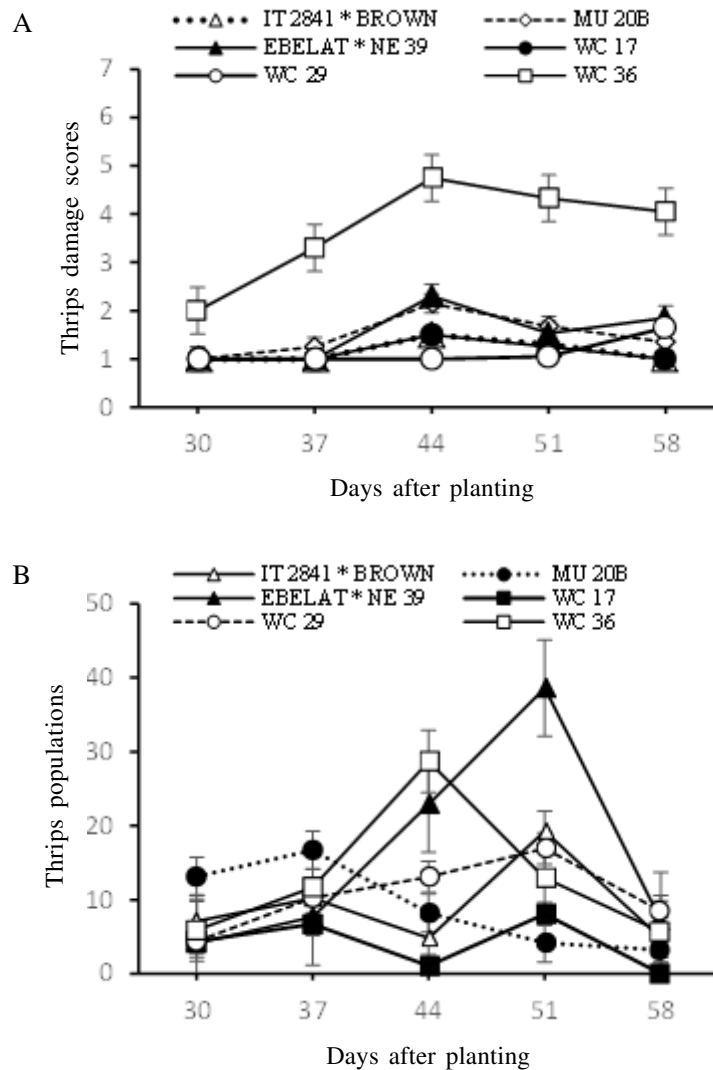 A
IT 2841 * BROWN MU 20B
EBELAT * NE 39 WC 17
WC 29 WC 36
7
6
5
4
3
2
1
0
Thrips damage scores
30 37 44 51 58
Days after planting
B
IT 2841 * BROWN MU 20B
EBELAT * NE 39 WC 17
WC 29 WC 36
50
40
30
20
10
0
Thrips populations
30 37 44 51 58
Days after planting